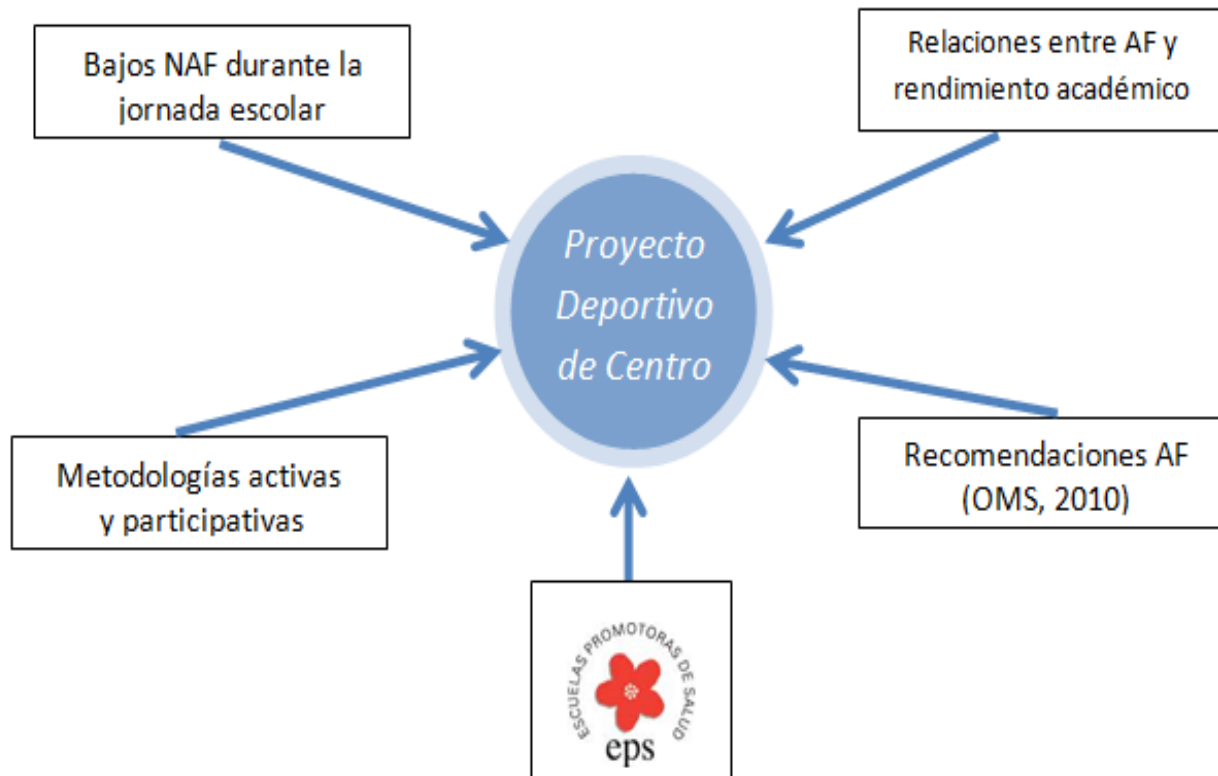 Bajos NAF durante la
jornada escolar
Relaciones entre AF y
rendimiento académico
Proyecto
Deportivo
de Centro
Metodologías activas
y participativas
Recomendaciones AF
(OMS, 2010)
ESCUELAS PROMOTORAS DE SALUD
eps